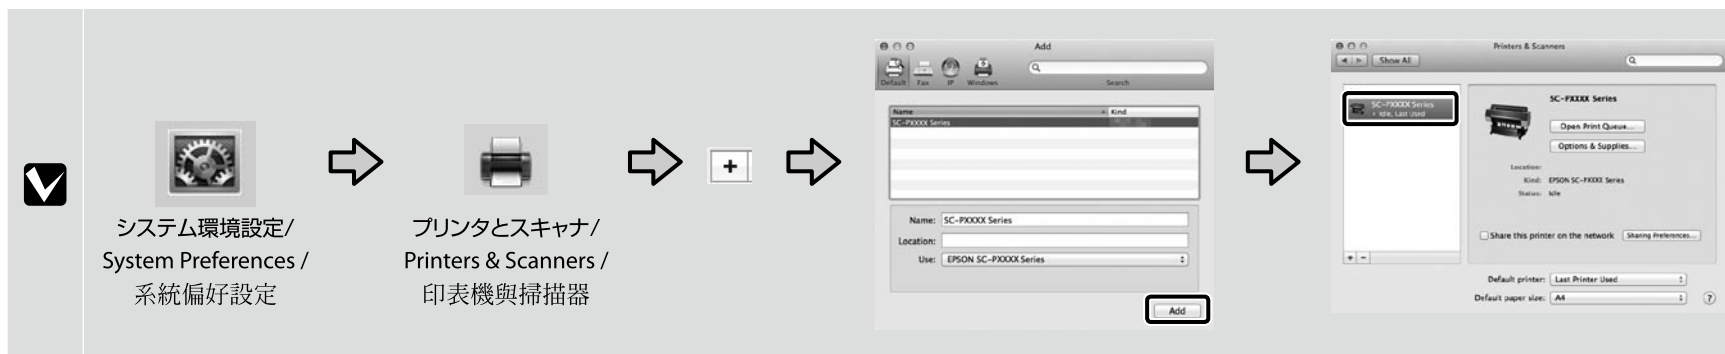 システム環境設定/
System Preferences /
系統偏好設定
プリンタとスキャナ/
Printers & Scanners /
印表機與掃描器
+
Add
Default Fax IP Windows
Search
Name Kind
SC-PXXXX Series
Name: SC-PXXXX Series
Location:
Use: EPSON SC-PXXXX Series
Add
Printers & Scanners
Show All
SC-PXXXX Series
• Idle, Last Used
+ −
SC-PXXXX Series
Open Print Queue...
Options & Supplies...
Location:
Kind: EPSON SC-PXXXX Series
Status: Idle
Share this printer on the network Sharing Preferences...
Default printer: Last Printer Used
Default paper size: A4
?